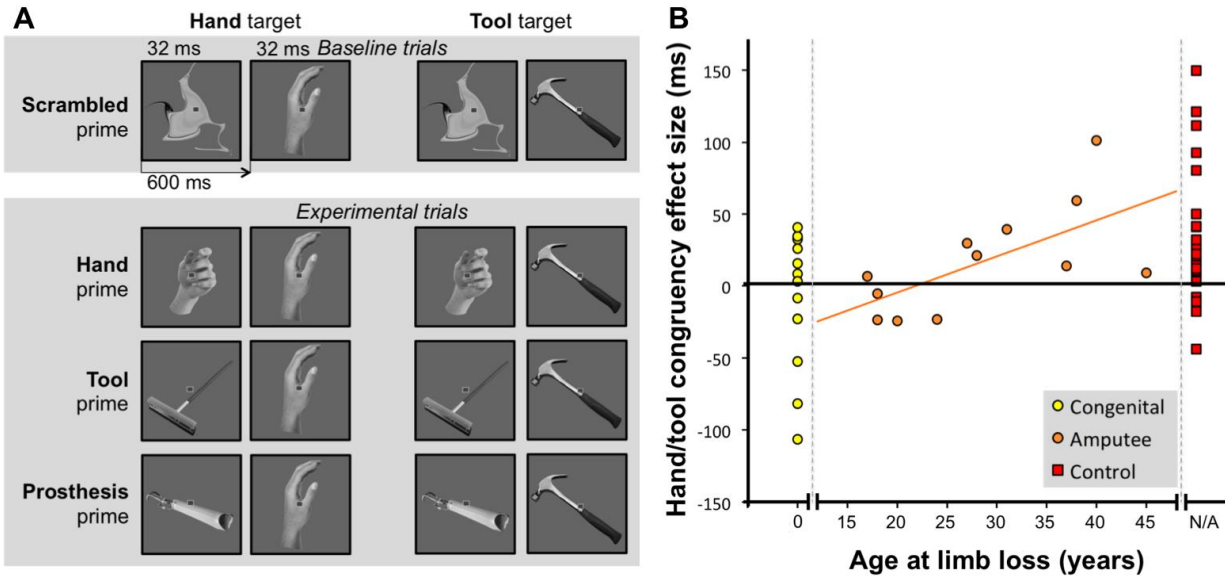 A
Hand target
Tool target
32 ms
32 ms Baseline trials
Scrambled
prime
600 ms
Experimental trials
Hand
prime
Tool
prime
Prosthesis
prime
B
Hand/tool congruency effect size (ms)
150
100
50
0
-50
-100
-150
Congenital
Amputee
Control
0
15
20
25
30
35
40
45
N/A
Age at limb loss (years)